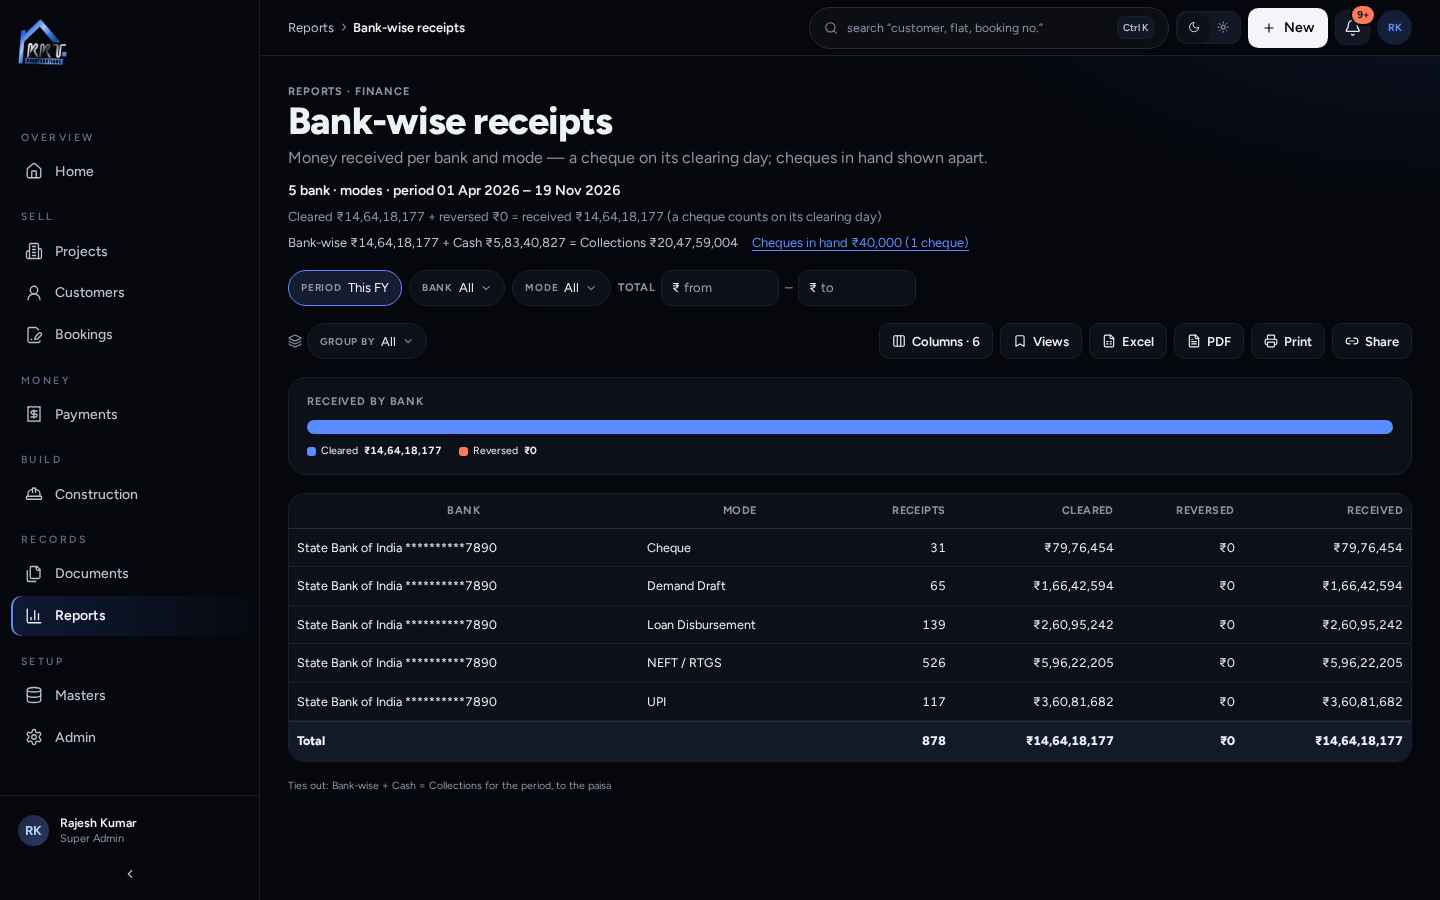 Reports > Bank-wise receipts
search “customer, flat, booking no.”
Ctrl K
New
9+
RK
OVERVIEW
Home
SELL
Projects
Customers
Bookings
MONEY
Payments
BUILD
Construction
RECORDS
Documents
Reports
SETUP
Masters
Admin
RK
Rajesh Kumar
Super Admin
REPORTS · FINANCE
Bank-wise receipts
Money received per bank and mode — a cheque on its clearing day; cheques in hand shown apart.
5 bank · modes · period 01 Apr 2026 – 19 Nov 2026
Cleared ₹14,64,18,177 + reversed ₹0 = received ₹14,64,18,177 (a cheque counts on its clearing day)
Bank-wise ₹14,64,18,177 + Cash ₹5,83,40,827 = Collections ₹20,47,59,004 Cheques in hand ₹40,000 (1 cheque)
PERIOD This FY BANK All MODE All TOTAL ₹ from – ₹ to
GROUP BY All Columns · 6 Views Excel PDF Print Share
RECEIVED BY BANK
Cleared ₹14,64,18,177 Reversed ₹0
BANK MODE RECEIPTS CLEARED REVERSED RECEIVED
State Bank of India **********7890 Cheque 31 ₹79,76,454 ₹0 ₹79,76,454
State Bank of India **********7890 Demand Draft 65 ₹1,66,42,594 ₹0 ₹1,66,42,594
State Bank of India **********7890 Loan Disbursement 139 ₹2,60,95,242 ₹0 ₹2,60,95,242
State Bank of India **********7890 NEFT / RTGS 526 ₹5,96,22,205 ₹0 ₹5,96,22,205
State Bank of India **********7890 UPI 117 ₹3,60,81,682 ₹0 ₹3,60,81,682
Total 878 ₹14,64,18,177 ₹0 ₹14,64,18,177
Ties out: Bank-wise + Cash = Collections for the period, to the paisa